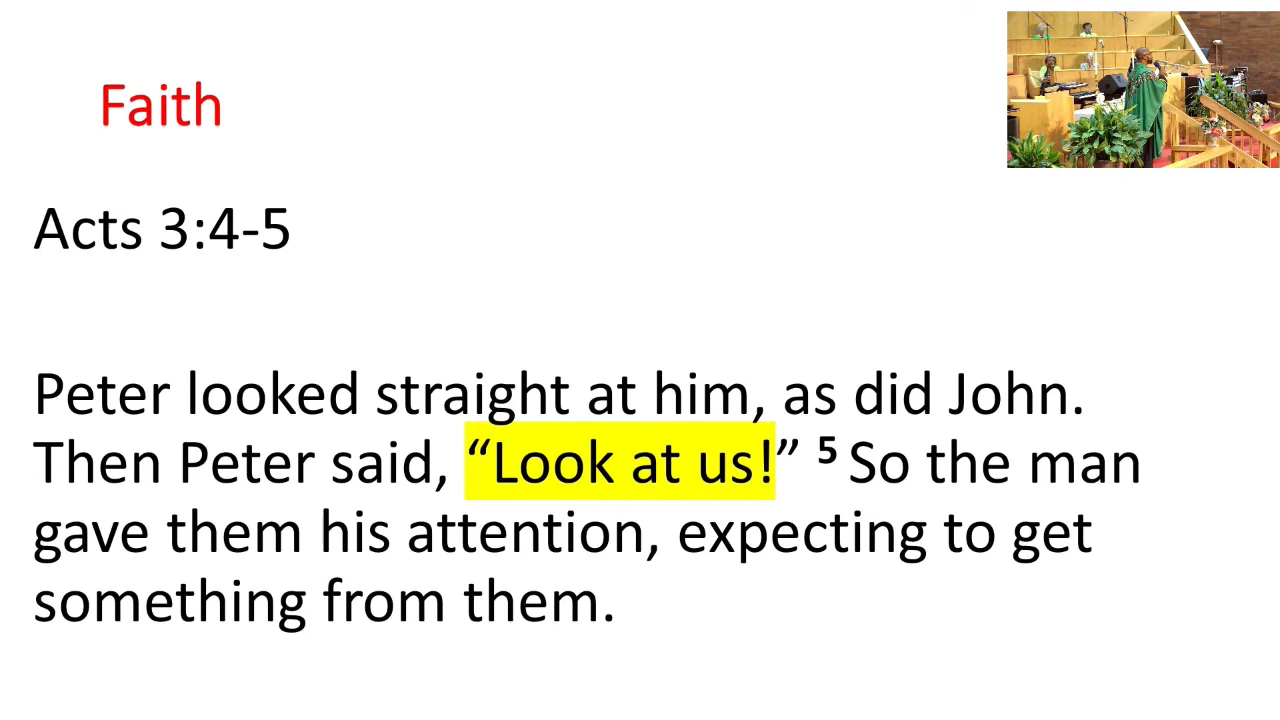 Faith
Acts 3:4-5
Peter looked straight at him, as did John.
Then Peter said, “Look at us!” ⁵ So the man
gave them his attention, expecting to get
something from them.